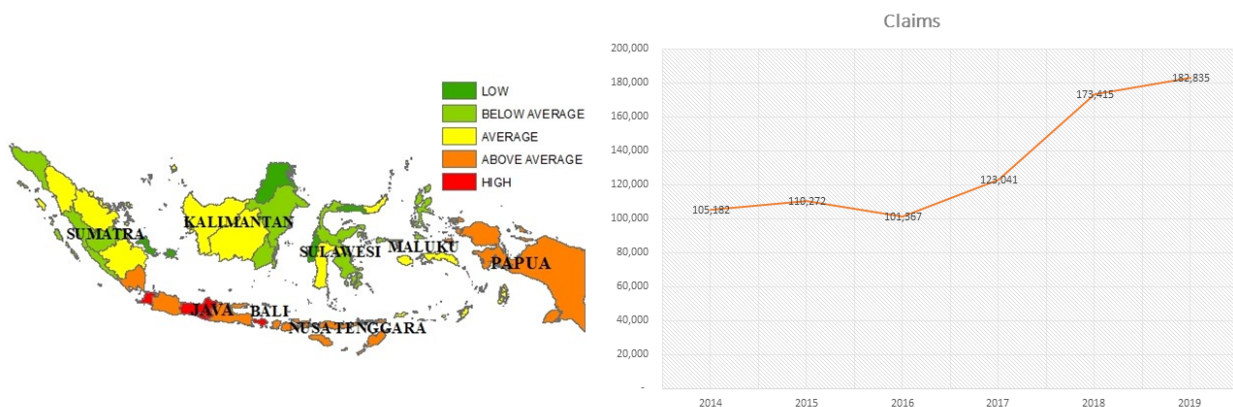 LOW
BELOW AVERAGE
AVERAGE
ABOVE AVERAGE
HIGH
KALIMANTAN
SUMATRA
SULAWESI
MALUKU
PAPUA
JAVA
BALI
NUSA TENGGARA
Claims
200,000
180,000
160,000
140,000
120,000
100,000
80,000
60,000
40,000
20,000
-
105,182
110,272
101,367
123,041
173,415
182,835
2014 2015 2016 2017 2018 2019